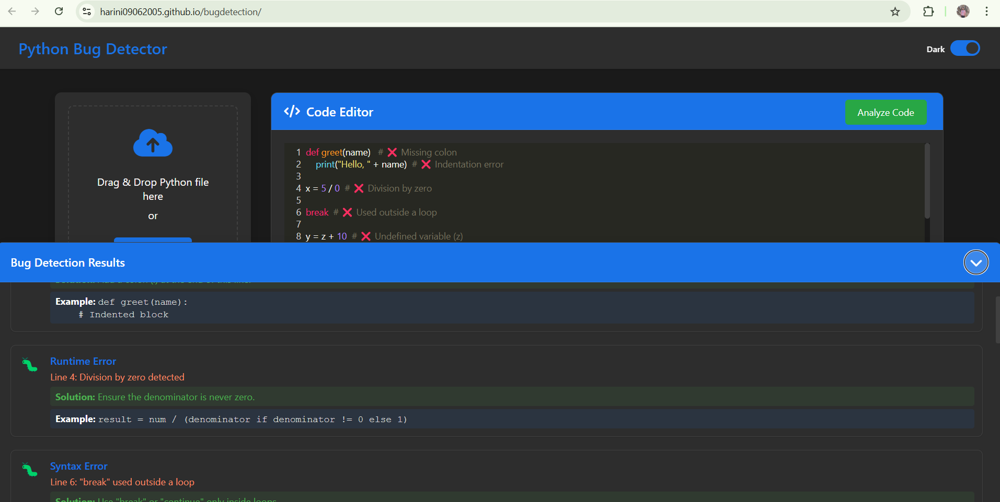 harini09062005.github.io/bugdetection/
Python Bug Detector
Dark
Drag & Drop Python file
here
or
</> Code Editor
Analyze Code
1 def greet(name)  # ❌ Missing colon
2     print("Hello, " + name)  # ❌ Indentation error
3
4 x = 5 / 0  # ❌ Division by zero
5
6 break  # ❌ Used outside a loop
7
8 y = z + 10  # ❌ Undefined variable (z)
Bug Detection Results
Example: def greet(name):
    # Indented block
Runtime Error
Line 4: Division by zero detected
Solution: Ensure the denominator is never zero.
Example: result = num / (denominator if denominator != 0 else 1)
Syntax Error
Line 6: "break" used outside a loop
Solution: Use "break" or "continue" only inside loops